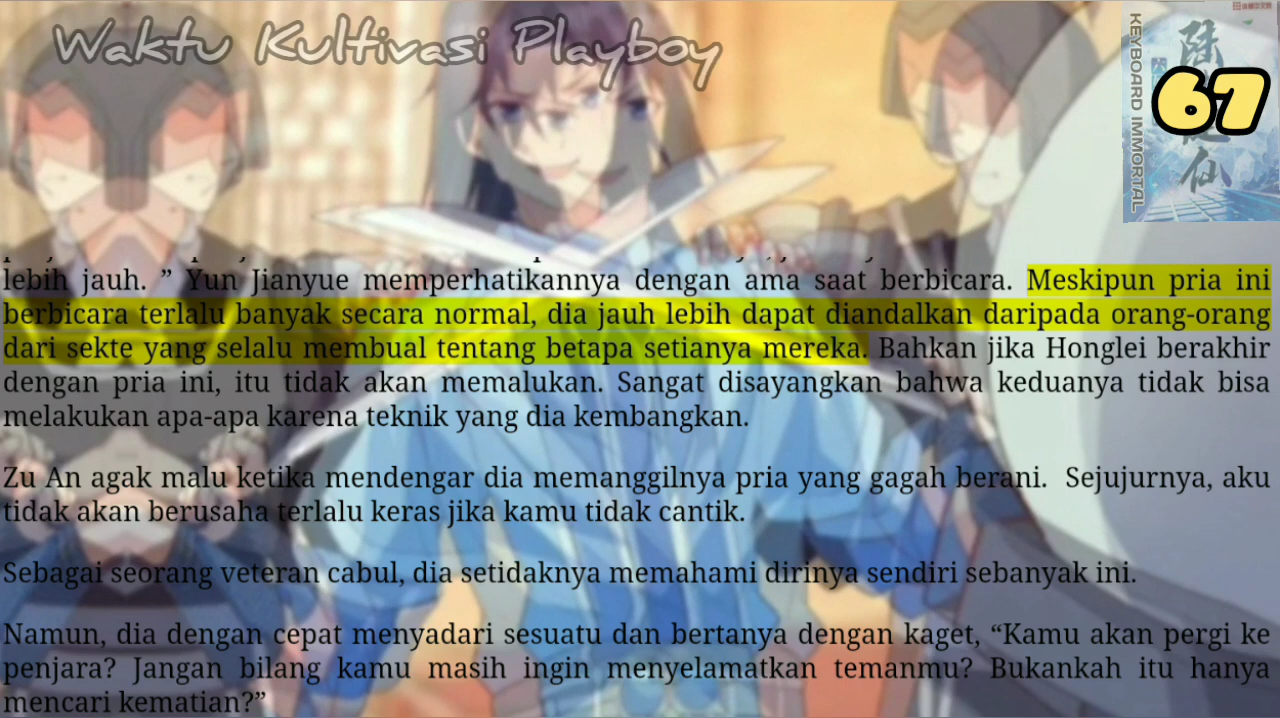 Waktu Kultivasi Playboy
KEYBOARD IMMORTAL
67
lebih jauh. ” Yun Jianyue memperhatikannya dengan ama saat berbicara. Meskipun pria ini
berbicara terlalu banyak secara normal, dia jauh lebih dapat diandalkan daripada orang-orang
dari sekte yang selalu membual tentang betapa setianya mereka. Bahkan jika Honglei berakhir
dengan pria ini, itu tidak akan memalukan. Sangat disayangkan bahwa keduanya tidak bisa
melakukan apa-apa karena teknik yang dia kembangkan.
Zu An agak malu ketika mendengar dia memanggilnya pria yang gagah berani. Sejujurnya, aku
tidak akan berusaha terlalu keras jika kamu tidak cantik.
Sebagai seorang veteran cabul, dia setidaknya memahami dirinya sendiri sebanyak ini.
Namun, dia dengan cepat menyadari sesuatu dan bertanya dengan kaget, “Kamu akan pergi ke
penjara? Jangan bilang kamu masih ingin menyelamatkan temanmu? Bukankah itu hanya
mencari kematian?”